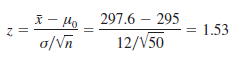 z = (x̄ − μ₀)/(σ/√n) = (297.6 − 295)/(12/√50) = 1.53